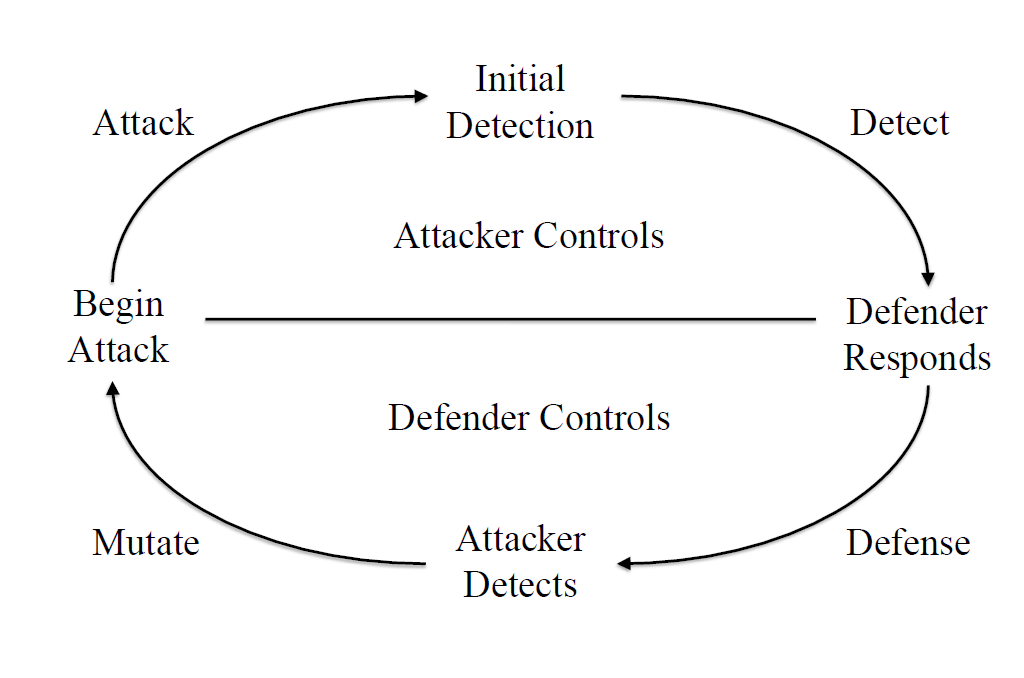 Initial
Detection
Attack
Detect
Attacker Controls
Begin
Attack
Defender
Responds
Defender Controls
Mutate
Attacker
Detects
Defense